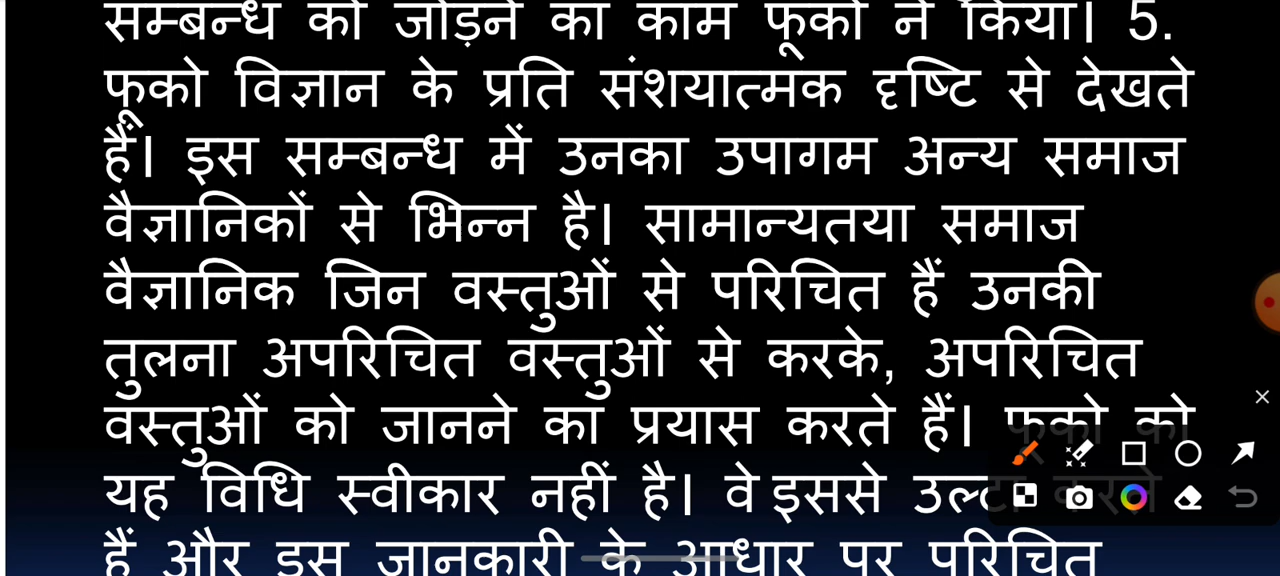 सम्बन्ध को जोड़ने का काम फूको ने किया। 5.
फूको विज्ञान के प्रति संशयात्मक दृष्टि से देखते
हैं। इस सम्बन्ध में उनका उपागम अन्य समाज
वैज्ञानिकों से भिन्न है। सामान्यतया समाज
वैज्ञानिक जिन वस्तुओं से परिचित हैं उनकी
तुलना अपरिचित वस्तुओं से करके, अपरिचित
वस्तुओं को जानने का प्रयास करते हैं। फूको को
यह विधि स्वीकार नहीं है। वे इससे उल्टा करते
हैं और इस जानकारी के आधार पर परिचित